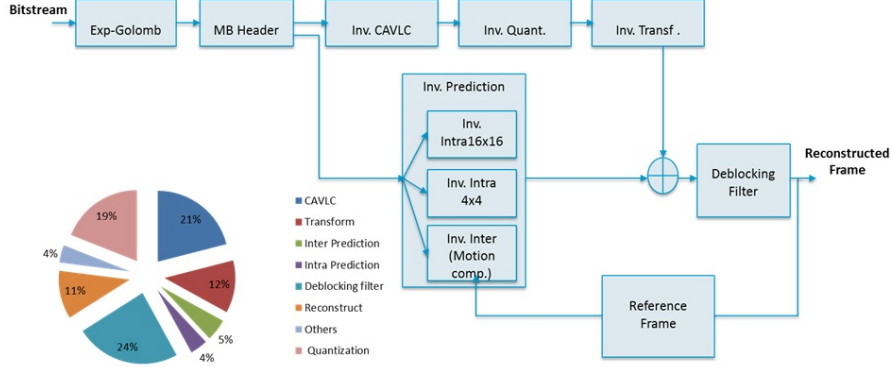 Bitstream
Exp-Golomb
MB Header
Inv. CAVLC
Inv. Quant.
Inv. Transf .
Inv. Prediction
Inv.
Intra16x16
Inv. Intra
4x4
Inv. Inter
(Motion
comp.)
Deblocking
Filter
Reconstructed
Frame
Reference
Frame
21%
12%
5%
4%
24%
11%
4%
19%
CAVLC
Transform
Inter Prediction
Intra Prediction
Deblocking filter
Reconstruct
Others
Quantization